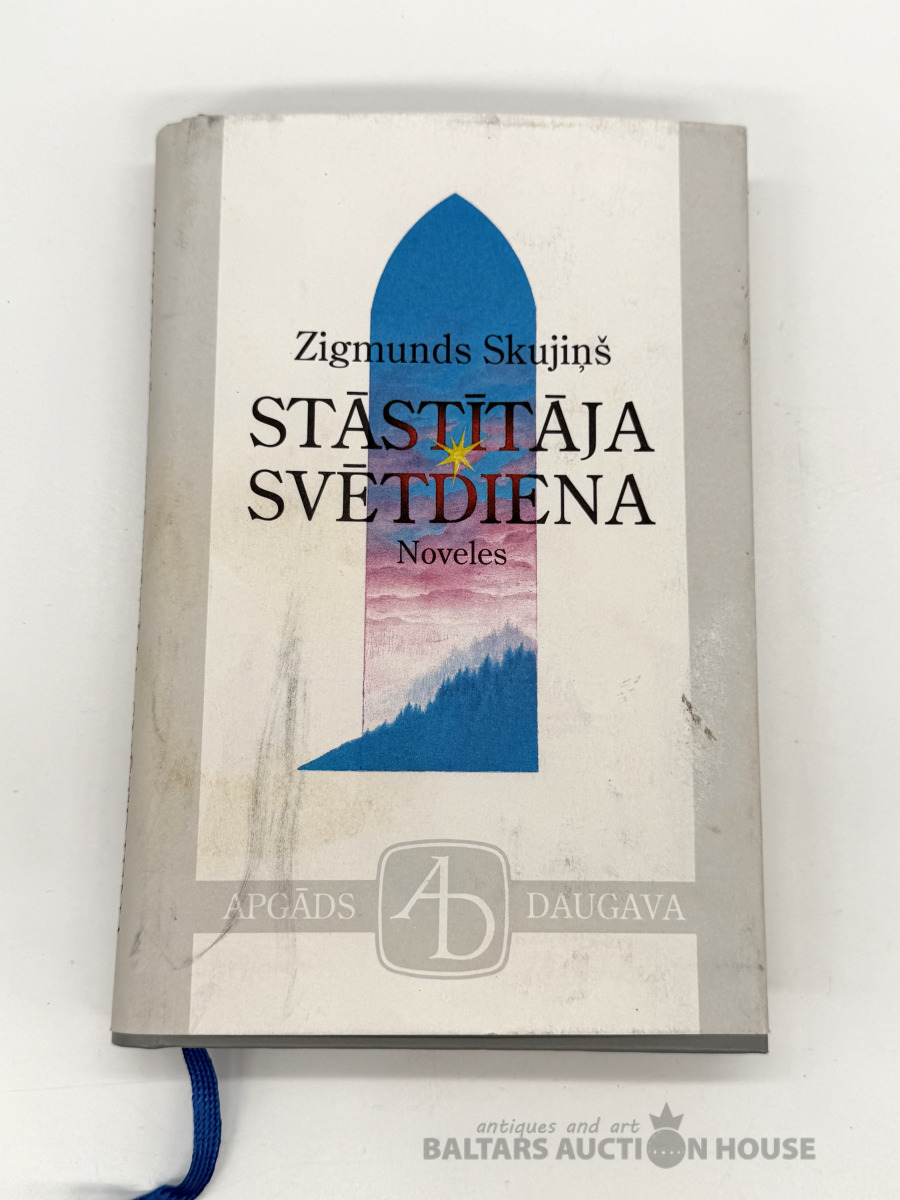 Zigmunds Skujiņš
STĀSTĪTĀJA
SVĒTDIENA
Noveles
APGĀDS AD DAUGAVA
antiques and art
BALTARS AUCTION HOUSE